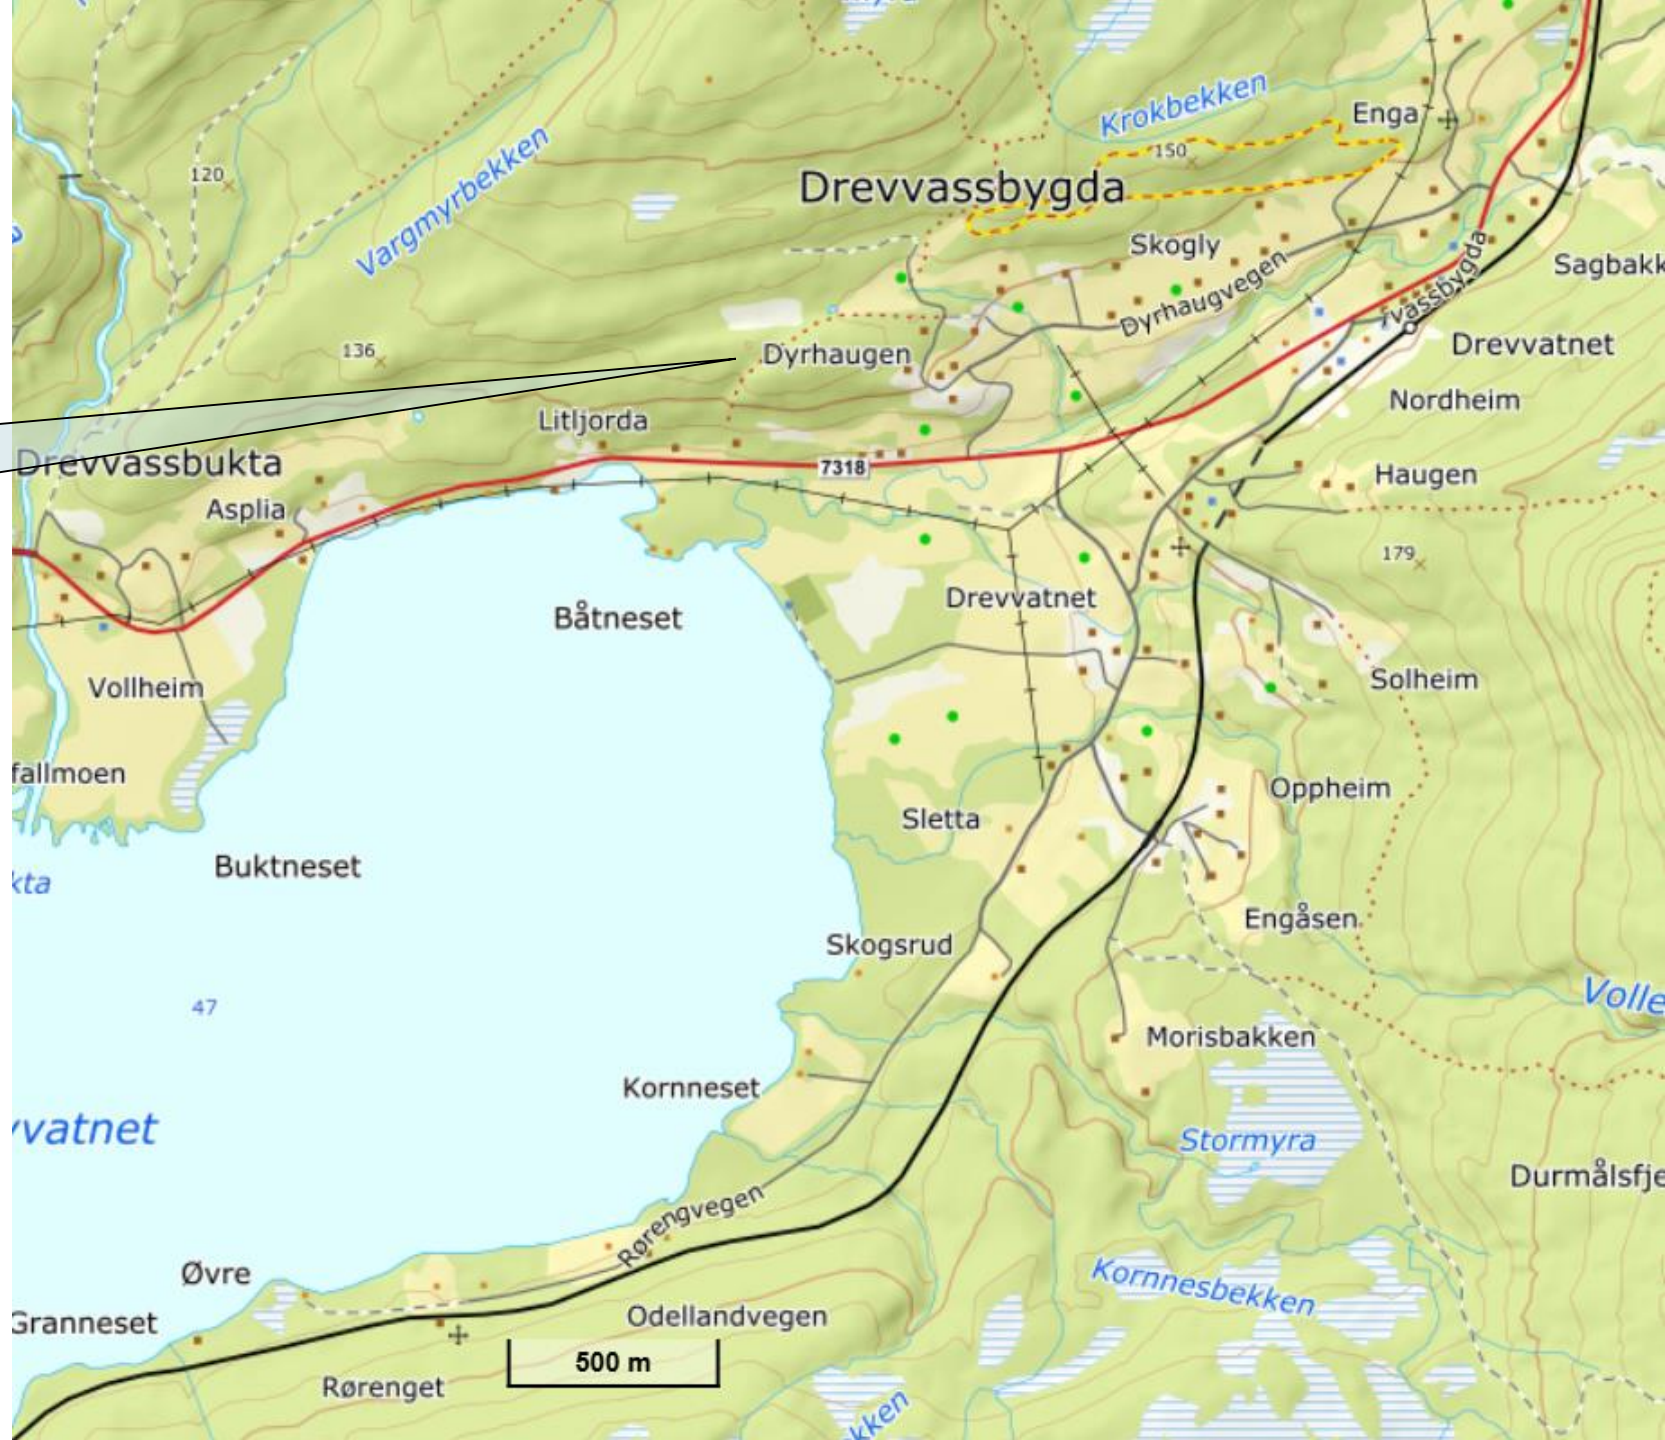 Krokbekken
Enga
150
120
Drevvassbygda
Vargmyrbekken
Skogly
Sagbakk
Dyrhaugvegen
vassbygda
136
Dyrhaugen
Drevvatnet
Nordheim
Litljorda
Drevvassbukta
7318
Haugen
Asplia
179
Drevvatnet
Båtneset
Solheim
Vollheim
fallmoen
Oppheim
Sletta
Buktneset
kta
Engåsen
Skogsrud
47
Volle
Morisbakken
Kornneset
vvatnet
Stormyra
Durmålsfje
Rørengvegen
Øvre
Kornnesbekken
Granneset
Odellandvegen
500 m
Rørenget
kken